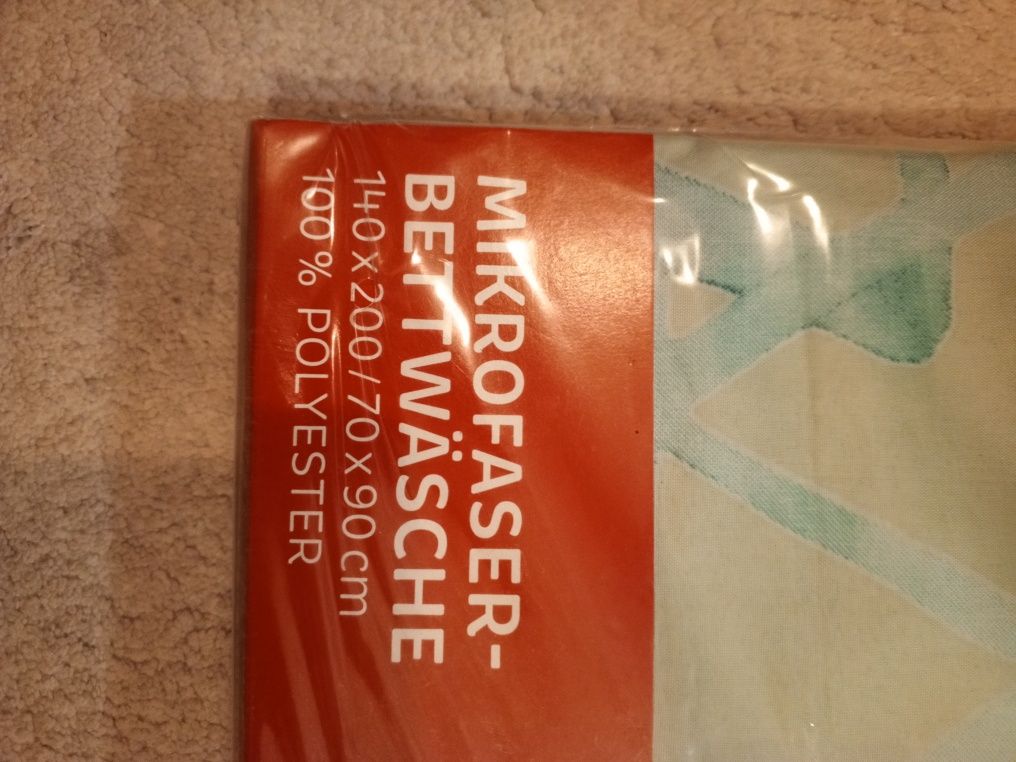 MIKROFASER-
BETTWÄSCHE
140 x 200 / 70 x 90 cm
100 % POLYESTER